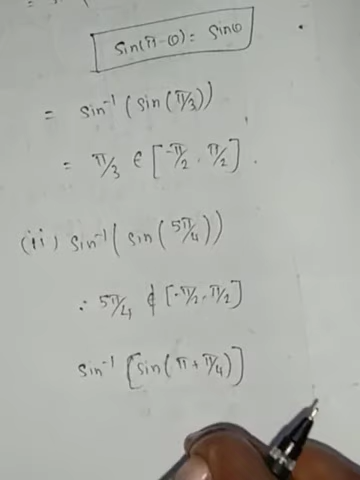 sin(π-θ) = sinθ
= sin⁻¹(sin(π/3))
= π/3 ∈ [-π/2, π/2].
(ii) sin⁻¹(sin(5π/4))
∴ 5π/4 ∉ [-π/2, π/2]
sin⁻¹[sin(π+π/4)]